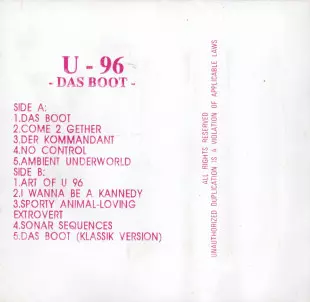 U - 96
- DAS BOOT -
SIDE A:
1.DAS BOOT
2.COME 2 GETHER
3.DER KOMMANDANT
4.NO CONTROL
5.AMBIENT UNDERWORLD
SIDE B:
1.ART OF U 96
2.I WANNA BE A KANNEDY
3.SPORTY ANIMAL-LOVING
EXTROVERT
4.SONAR SEQUENCES
5.DAS BOOT (KLASSIK VERSION)
ALL RIGHTS RESERVED
UNAUTHORIZED DUPLICATION IS A VIOLATION OF APPLICABLE LAWS